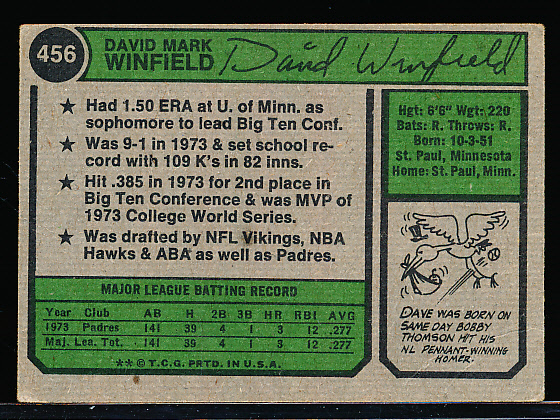 456
DAVID MARK
WINFIELD
David Winfield
★ Had 1.50 ERA at U. of Minn. as
sophomore to lead Big Ten Conf.
★ Was 9-1 in 1973 & set school re-
cord with 109 K's in 82 inns.
★ Hit .385 in 1973 for 2nd place in
Big Ten Conference & was MVP of
1973 College World Series.
★ Was drafted by NFL Vikings, NBA
Hawks & ABA as well as Padres.
MAJOR LEAGUE BATTING RECORD
Year Club AB H 2B 3B HR RBI AVG
1973 Padres 141 39 4 1 3 12 .277
Maj. Lea. Tot. 141 39 4 1 3 12 .277
** © T.C.G. PRTD. IN U.S.A.
Hgt: 6'6" Wgt: 220
Bats: R. Throws: R.
Born: 10-3-51
St. Paul, Minnesota
Home: St. Paul, Minn.
DAVE WAS BORN ON
SAME DAY BOBBY
THOMSON HIT HIS
NL PENNANT-WINNING
HOMER.